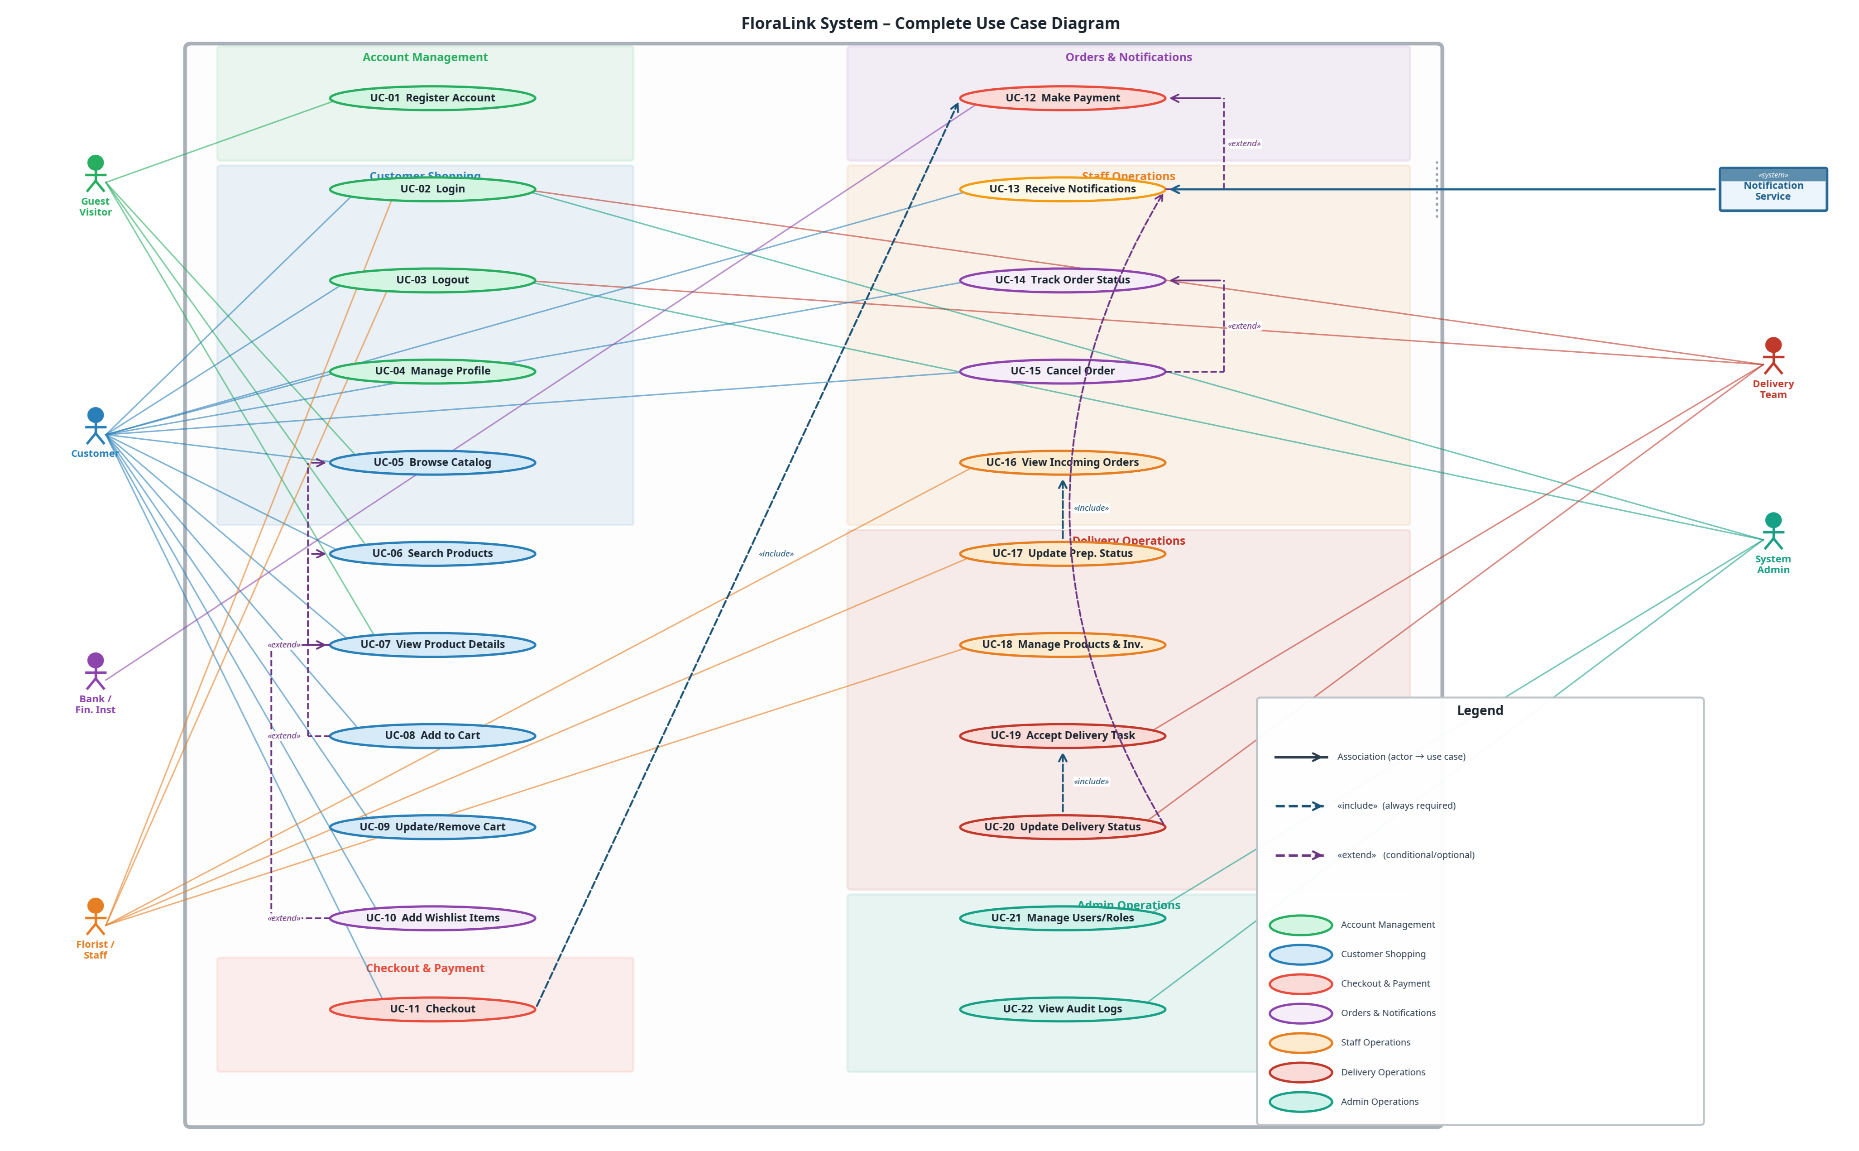 FloraLink System – Complete Use Case Diagram
Account Management
UC-01 Register Account
Customer Shopping
UC-02 Login
UC-03 Logout
UC-04 Manage Profile
UC-05 Browse Catalog
UC-06 Search Products
UC-07 View Product Details
UC-08 Add to Cart
UC-09 Update/Remove Cart
UC-10 Add Wishlist Items
Checkout & Payment
UC-11 Checkout
«extend»
«extend»
«extend»
«include»
Orders & Notifications
UC-12 Make Payment
«extend»
Staff Operations
UC-13 Receive Notifications
UC-14 Track Order Status
«extend»
UC-15 Cancel Order
UC-16 View Incoming Orders
«include»
Delivery Operations
UC-17 Update Prep. Status
UC-18 Manage Products & Inv.
UC-19 Accept Delivery Task
«include»
UC-20 Update Delivery Status
Admin Operations
UC-21 Manage Users/Roles
UC-22 View Audit Logs
Guest
Visitor
Customer
Bank /
Fin. Inst
Florist /
Staff
«system»
Notification
Service
Delivery
Team
System
Admin
Legend
Association (actor → use case)
«include» (always required)
«extend» (conditional/optional)
Account Management
Customer Shopping
Checkout & Payment
Orders & Notifications
Staff Operations
Delivery Operations
Admin Operations